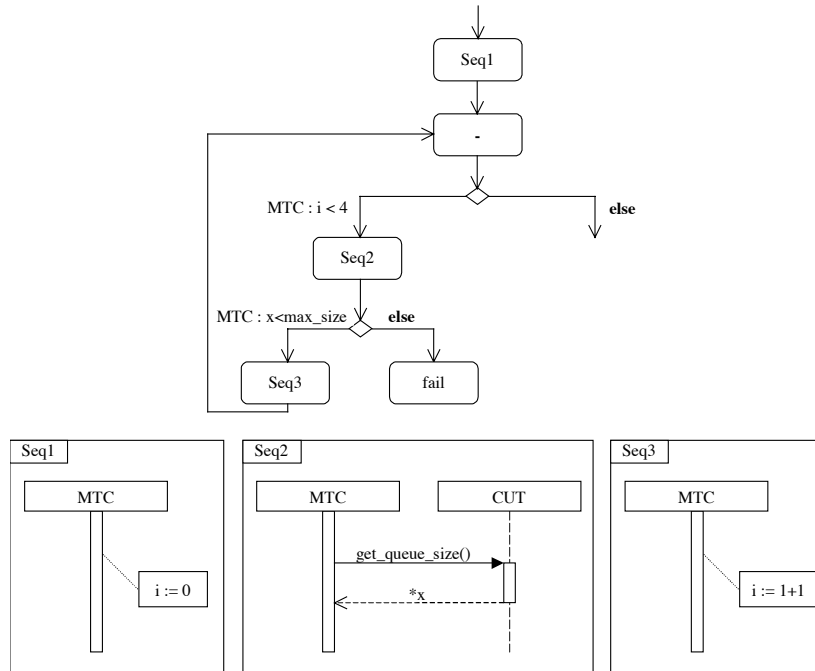 Seq1
-
MTC : i < 4
else
Seq2
MTC : x<max_size
else
Seq3
fail
Seq1
MTC
i := 0
Seq2
MTC
CUT
get_queue_size()
*x
Seq3
MTC
i := 1+1